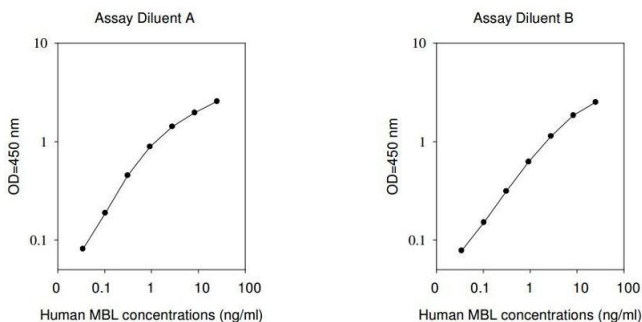 Assay Diluent A
10
1
0.1
OD=450 nm
0 0.1 1 10 100
Human MBL concentrations (ng/ml)
Assay Diluent B
10
1
0.1
OD=450 nm
0 0.1 1 10 100
Human MBL concentrations (ng/ml)